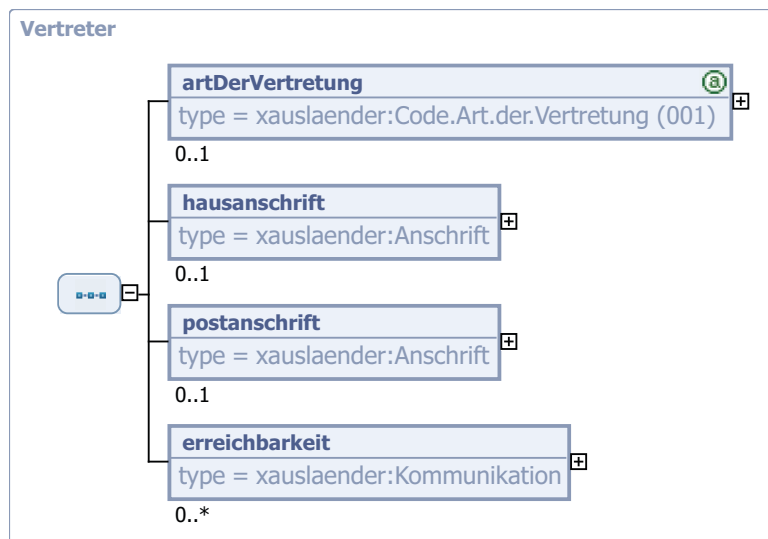 Vertreter
artDerVertretung
type = xauslaender:Code.Art.der.Vertretung (001)
0..1
hausanschrift
type = xauslaender:Anschrift
0..1
postanschrift
type = xauslaender:Anschrift
0..1
erreichbarkeit
type = xauslaender:Kommunikation
0..*